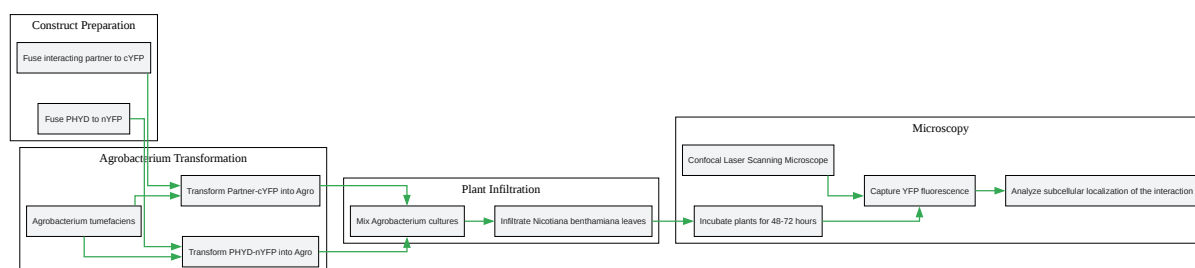 Construct Preparation
Fuse interacting partner to cYFP
Fuse PHYD to nYFP
Agrobacterium Transformation
Transform Partner-cYFP into Agro
Agrobacterium tumefaciens
Transform PHYD-nYFP into Agro
Plant Infiltration
Mix Agrobacterium cultures
Infiltrate Nicotiana benthamiana leaves
Microscopy
Confocal Laser Scanning Microscope
Incubate plants for 48-72 hours
Capture YFP fluorescence
Analyze subcellular localization of the interaction